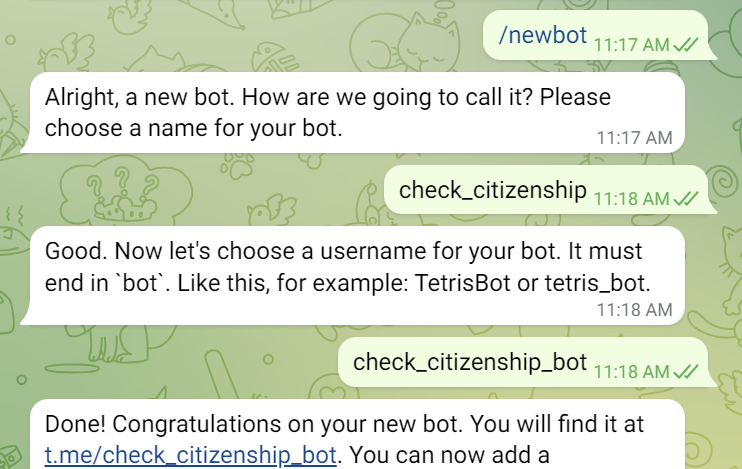 /newbot 11:17 AM
Alright, a new bot. How are we going to call it? Please
choose a name for your bot.
11:17 AM
check_citizenship 11:18 AM
Good. Now let's choose a username for your bot. It must
end in `bot`. Like this, for example: TetrisBot or tetris_bot.
11:18 AM
check_citizenship_bot 11:18 AM
Done! Congratulations on your new bot. You will find it at
t.me/check_citizenship_bot. You can now add a